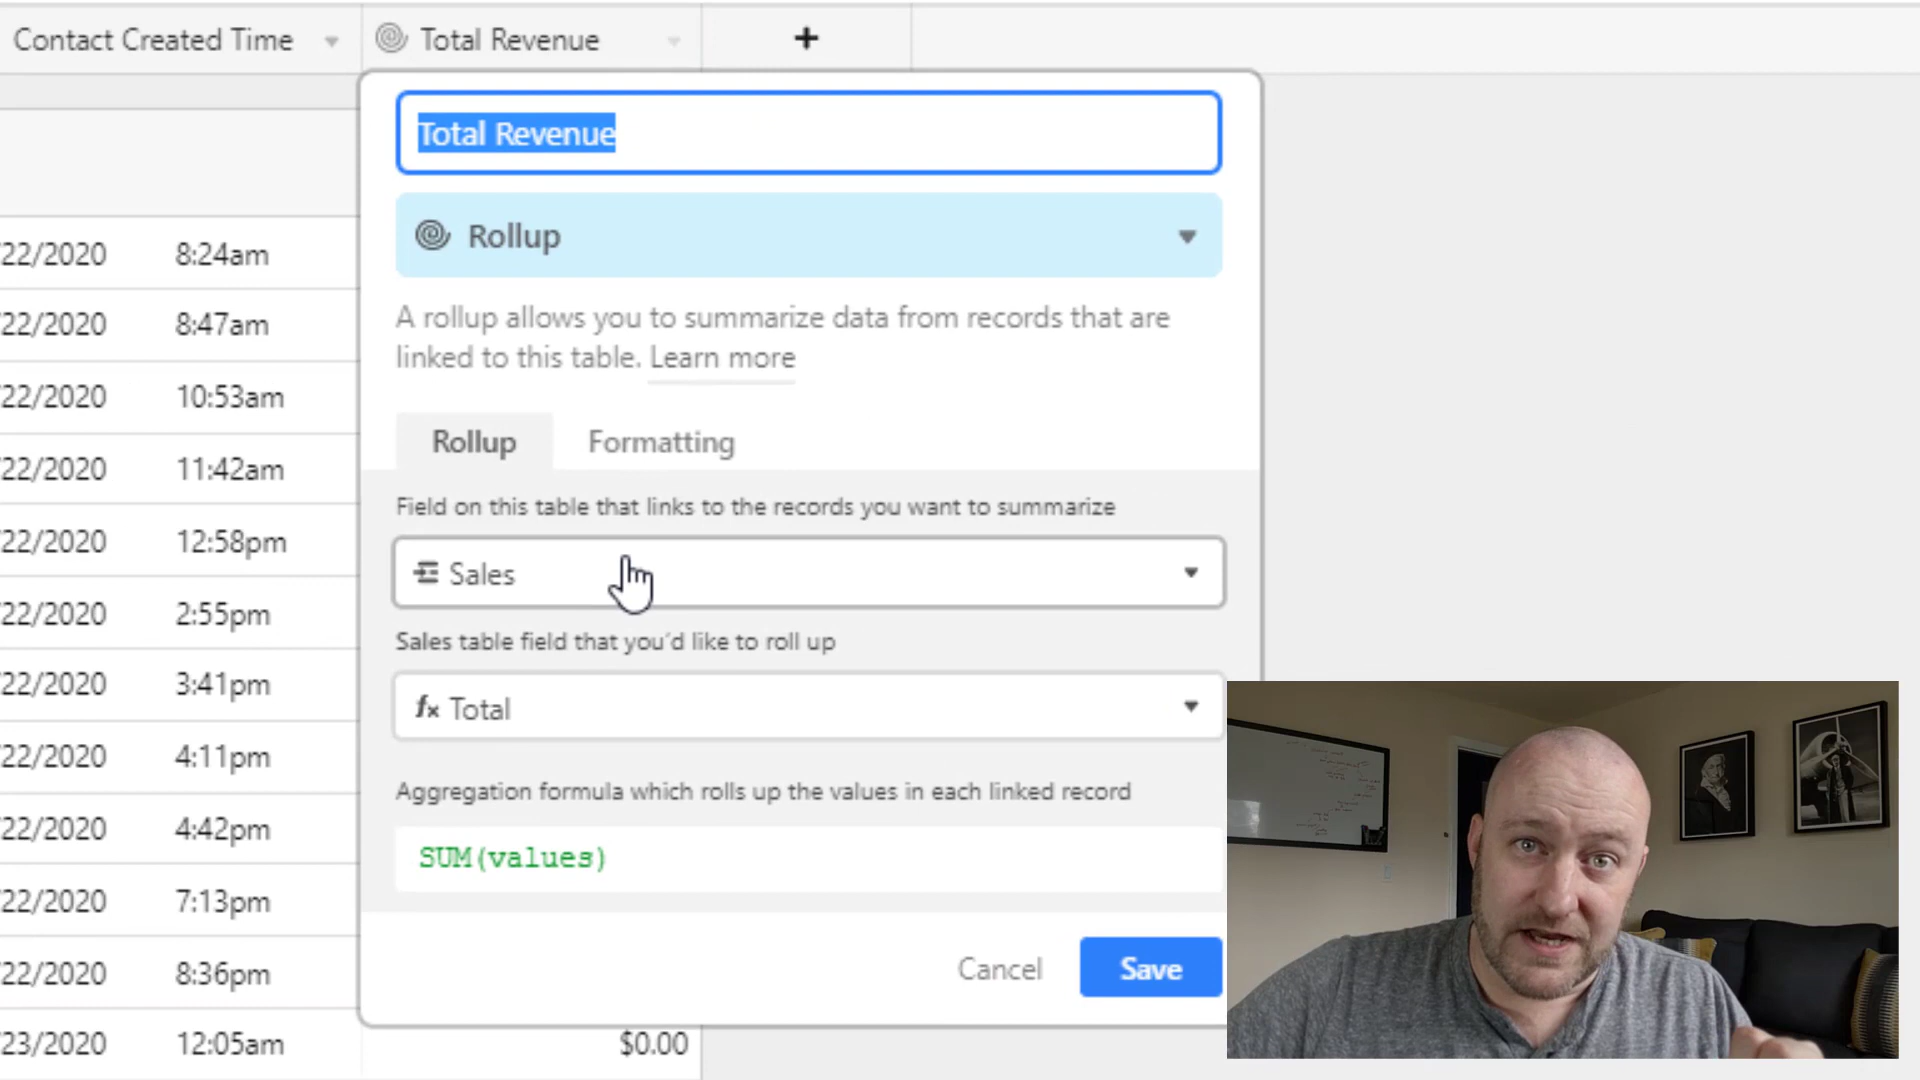 Contact Created Time
Total Revenue
+
Total Revenue
Rollup
A rollup allows you to summarize data from records that are
linked to this table. Learn more
Rollup
Formatting
Field on this table that links to the records you want to summarize
Sales
Sales table field that you'd like to roll up
fx Total
Aggregation formula which rolls up the values in each linked record
SUM(values)
Cancel
Save
/22/2020 8:24am
/22/2020 8:47am
/22/2020 10:53am
/22/2020 11:42am
/22/2020 12:58pm
/22/2020 2:55pm
/22/2020 3:41pm
/22/2020 4:11pm
/22/2020 4:42pm
/22/2020 7:13pm
/22/2020 8:36pm
/23/2020 12:05am
$0.00